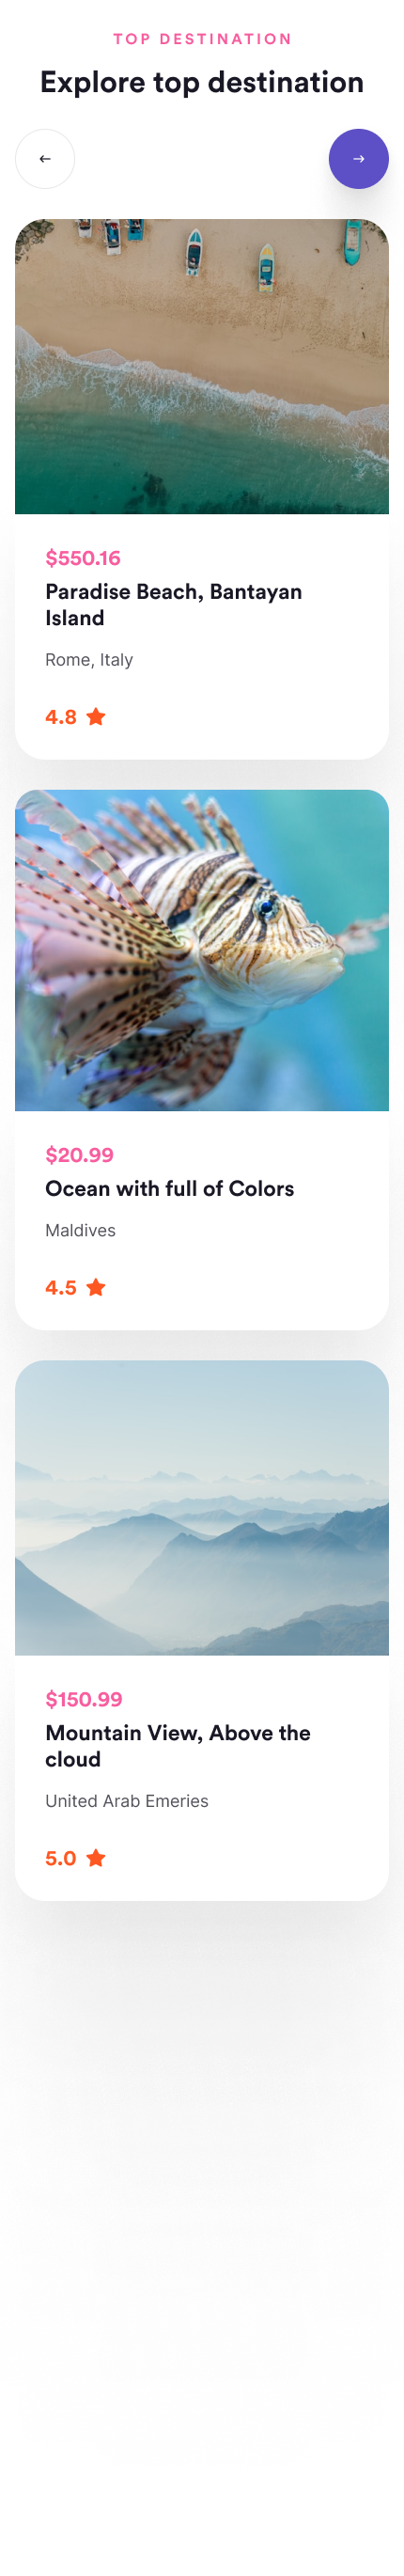 TOP DESTINATION
Explore top destination
$550.16
Paradise Beach, Bantayan
Island
Rome, Italy
4.8
$20.99
Ocean with full of Colors
Maldives
4.5
$150.99
Mountain View, Above the
cloud
United Arab Emeries
5.0